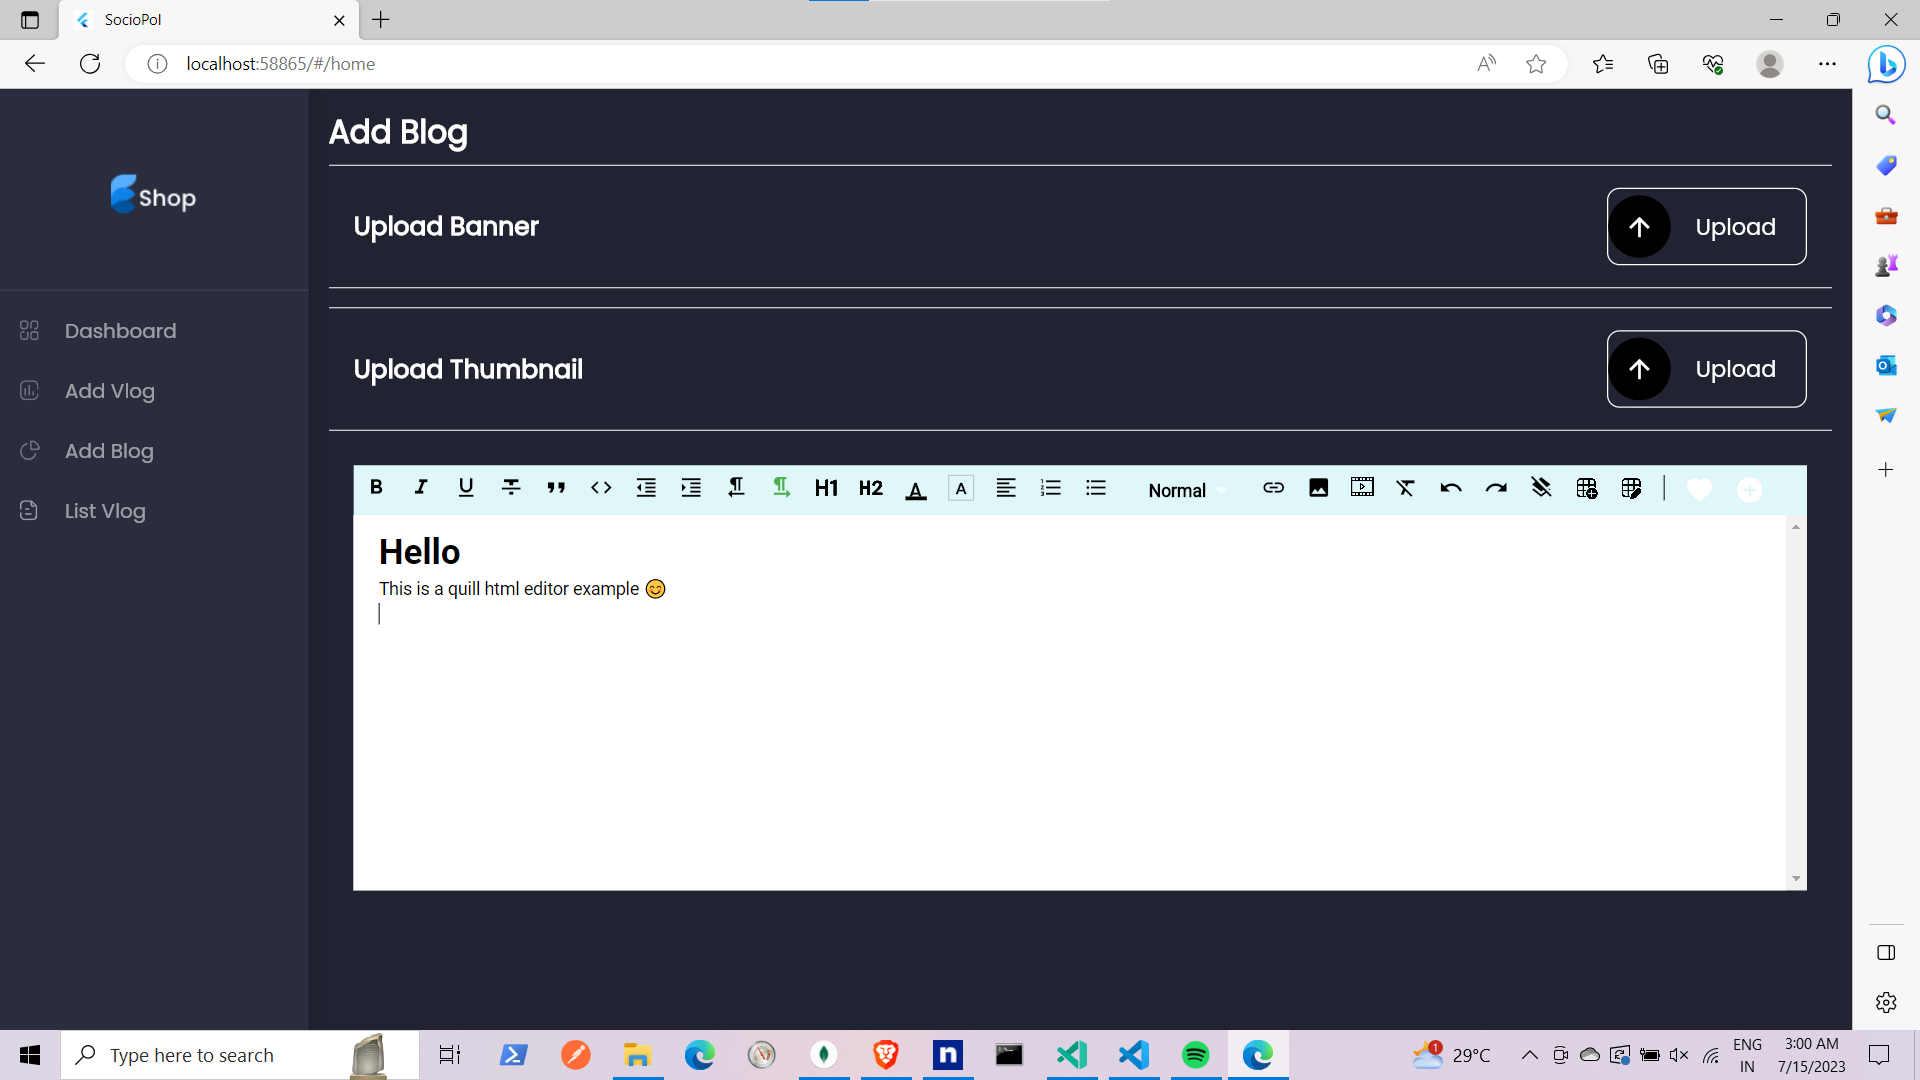 SocioPol
localhost:58865/#/home
Add Blog
Shop
Upload Banner
Upload
Dashboard
Upload Thumbnail
Upload
Add Vlog
Add Blog
List Vlog
B I U H1 H2 A A Normal
Hello
This is a quill html editor example 😊
Type here to search
1
29°C
ENG
IN
3:00 AM
7/15/2023